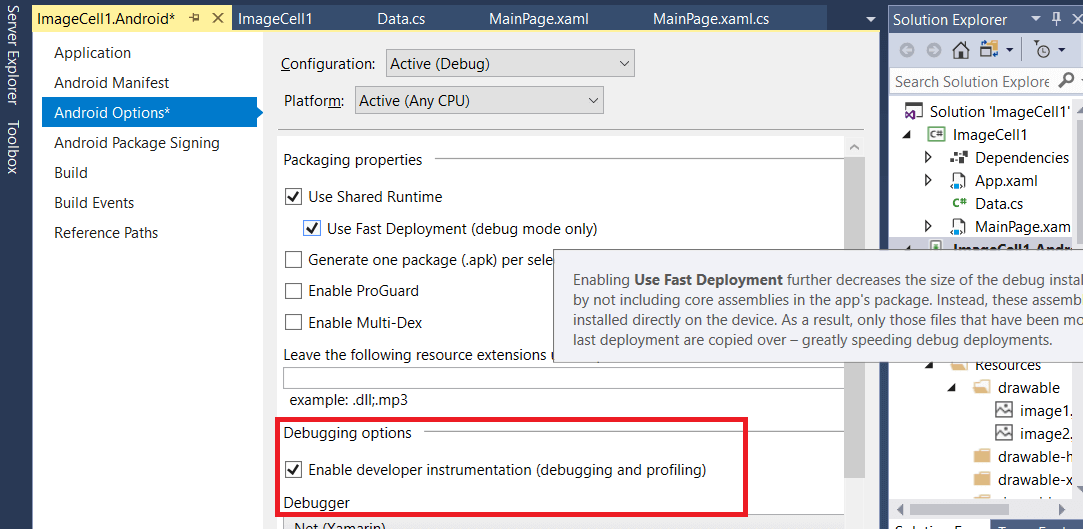 Server Explorer
Toolbox
ImageCell1.Android*
ImageCell1
Data.cs
MainPage.xaml
MainPage.xaml.cs
Application
Android Manifest
Android Options*
Android Package Signing
Build
Build Events
Reference Paths
Configuration: Active (Debug)
Platform: Active (Any CPU)
Packaging properties
Use Shared Runtime
Use Fast Deployment (debug mode only)
Generate one package (.apk) per sele
Enable ProGuard
Enable Multi-Dex
Leave the following resource extensions
example: .dll;.mp3
Debugging options
Enable developer instrumentation (debugging and profiling)
Debugger
.Net (Xamarin)
Enabling Use Fast Deployment further decreases the size of the debug insta
by not including core assemblies in the app's package. Instead, these assemb
installed directly on the device. As a result, only those files that have been mo
last deployment are copied over – greatly speeding debug deployments.
Solution Explorer
Search Solution Explore
Solution 'ImageCell1'
C# ImageCell1
Dependencies
App.xaml
C# Data.cs
MainPage.xam
ImageCell1.Andr
Resources
drawable
image1.
image2.
drawable-h
drawable-x